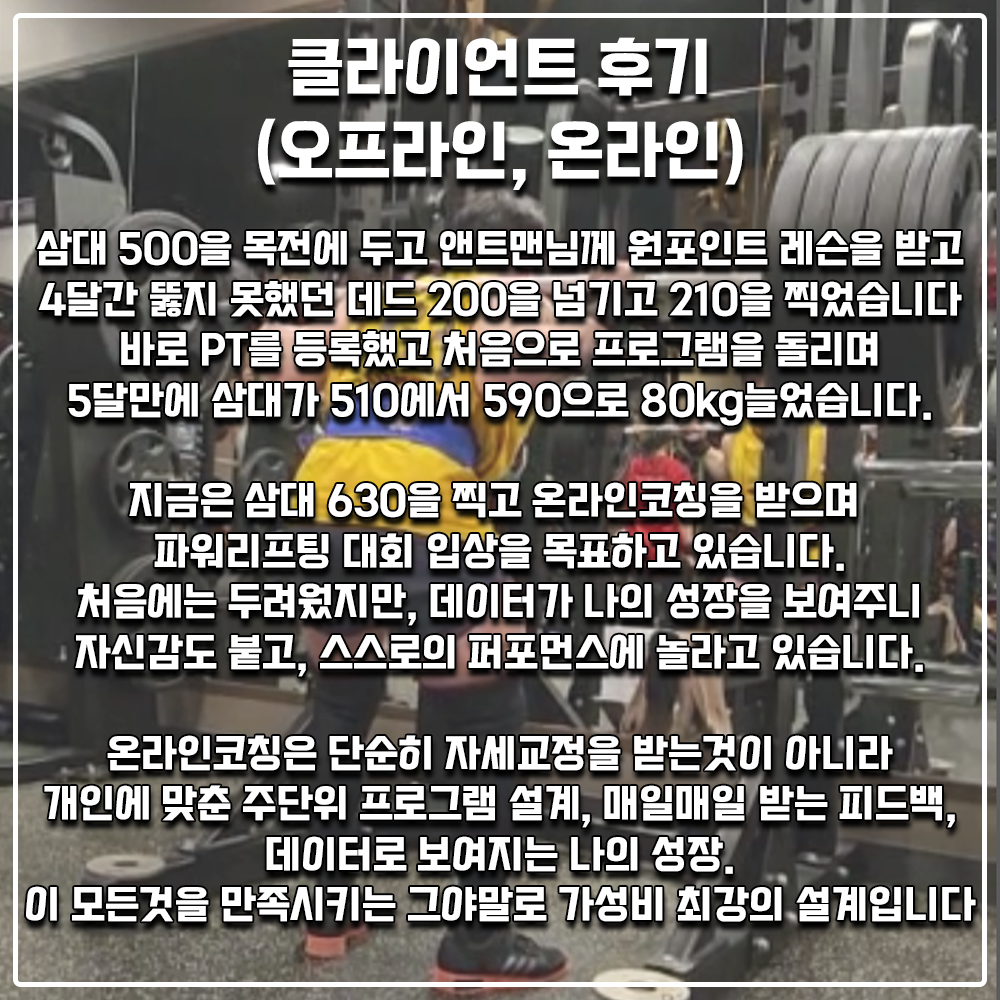 클라이언트 후기
(오프라인, 온라인)
삼대 500을 목전에 두고 앤트맨님께 원포인트 레슨을 받고
4달간 뚫지 못했던 데드 200을 넘기고 210을 찍었습니다
바로 PT를 등록했고 처음으로 프로그램을 돌리며
5달만에 삼대가 510에서 590으로 80kg늘었습니다.
지금은 삼대 630을 찍고 온라인코칭을 받으며
파워리프팅 대회 입상을 목표하고 있습니다.
처음에는 두려웠지만, 데이터가 나의 성장을 보여주니
자신감도 붙고, 스스로의 퍼포먼스에 놀라고 있습니다.
온라인코칭은 단순히 자세교정을 받는것이 아니라
개인에 맞춘 주단위 프로그램 설계, 매일매일 받는 피드백,
데이터로 보여지는 나의 성장.
이 모든것을 만족시키는 그야말로 가성비 최강의 설계입니다